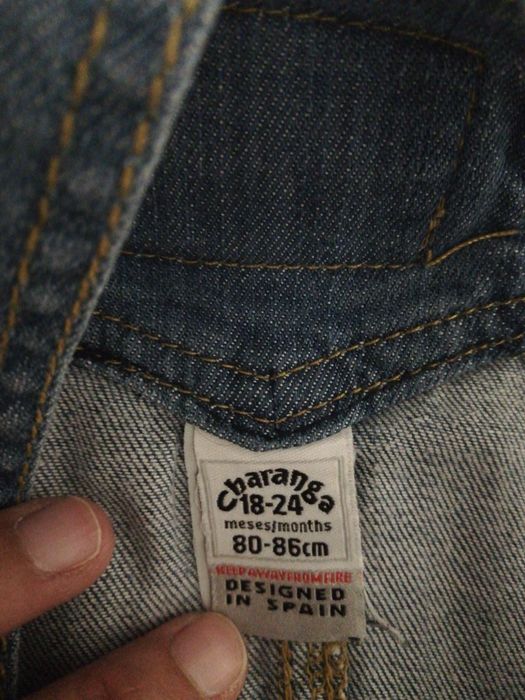 Charanga
18-24
meses/months
80-86cm
KEEP AWAY FROM FIRE
DESIGNED
IN SPAIN